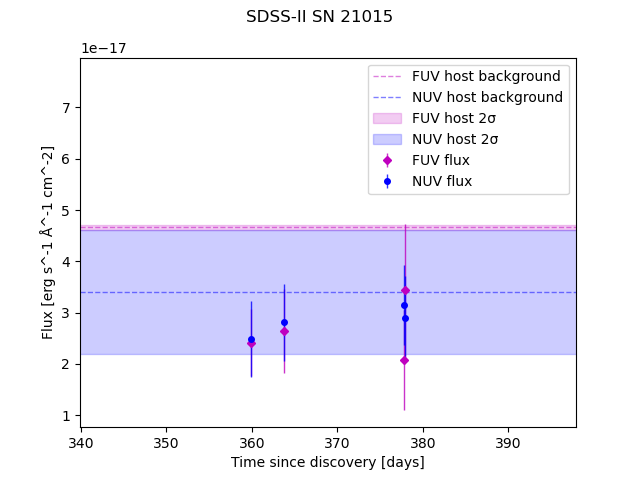 SDSS-II SN 21015
1e−17
FUV host background
NUV host background
FUV host 2σ
NUV host 2σ
FUV flux
NUV flux
7
6
5
4
3
2
1
Flux [erg s^-1 Å^-1 cm^-2]
340 350 360 370 380 390
Time since discovery [days]